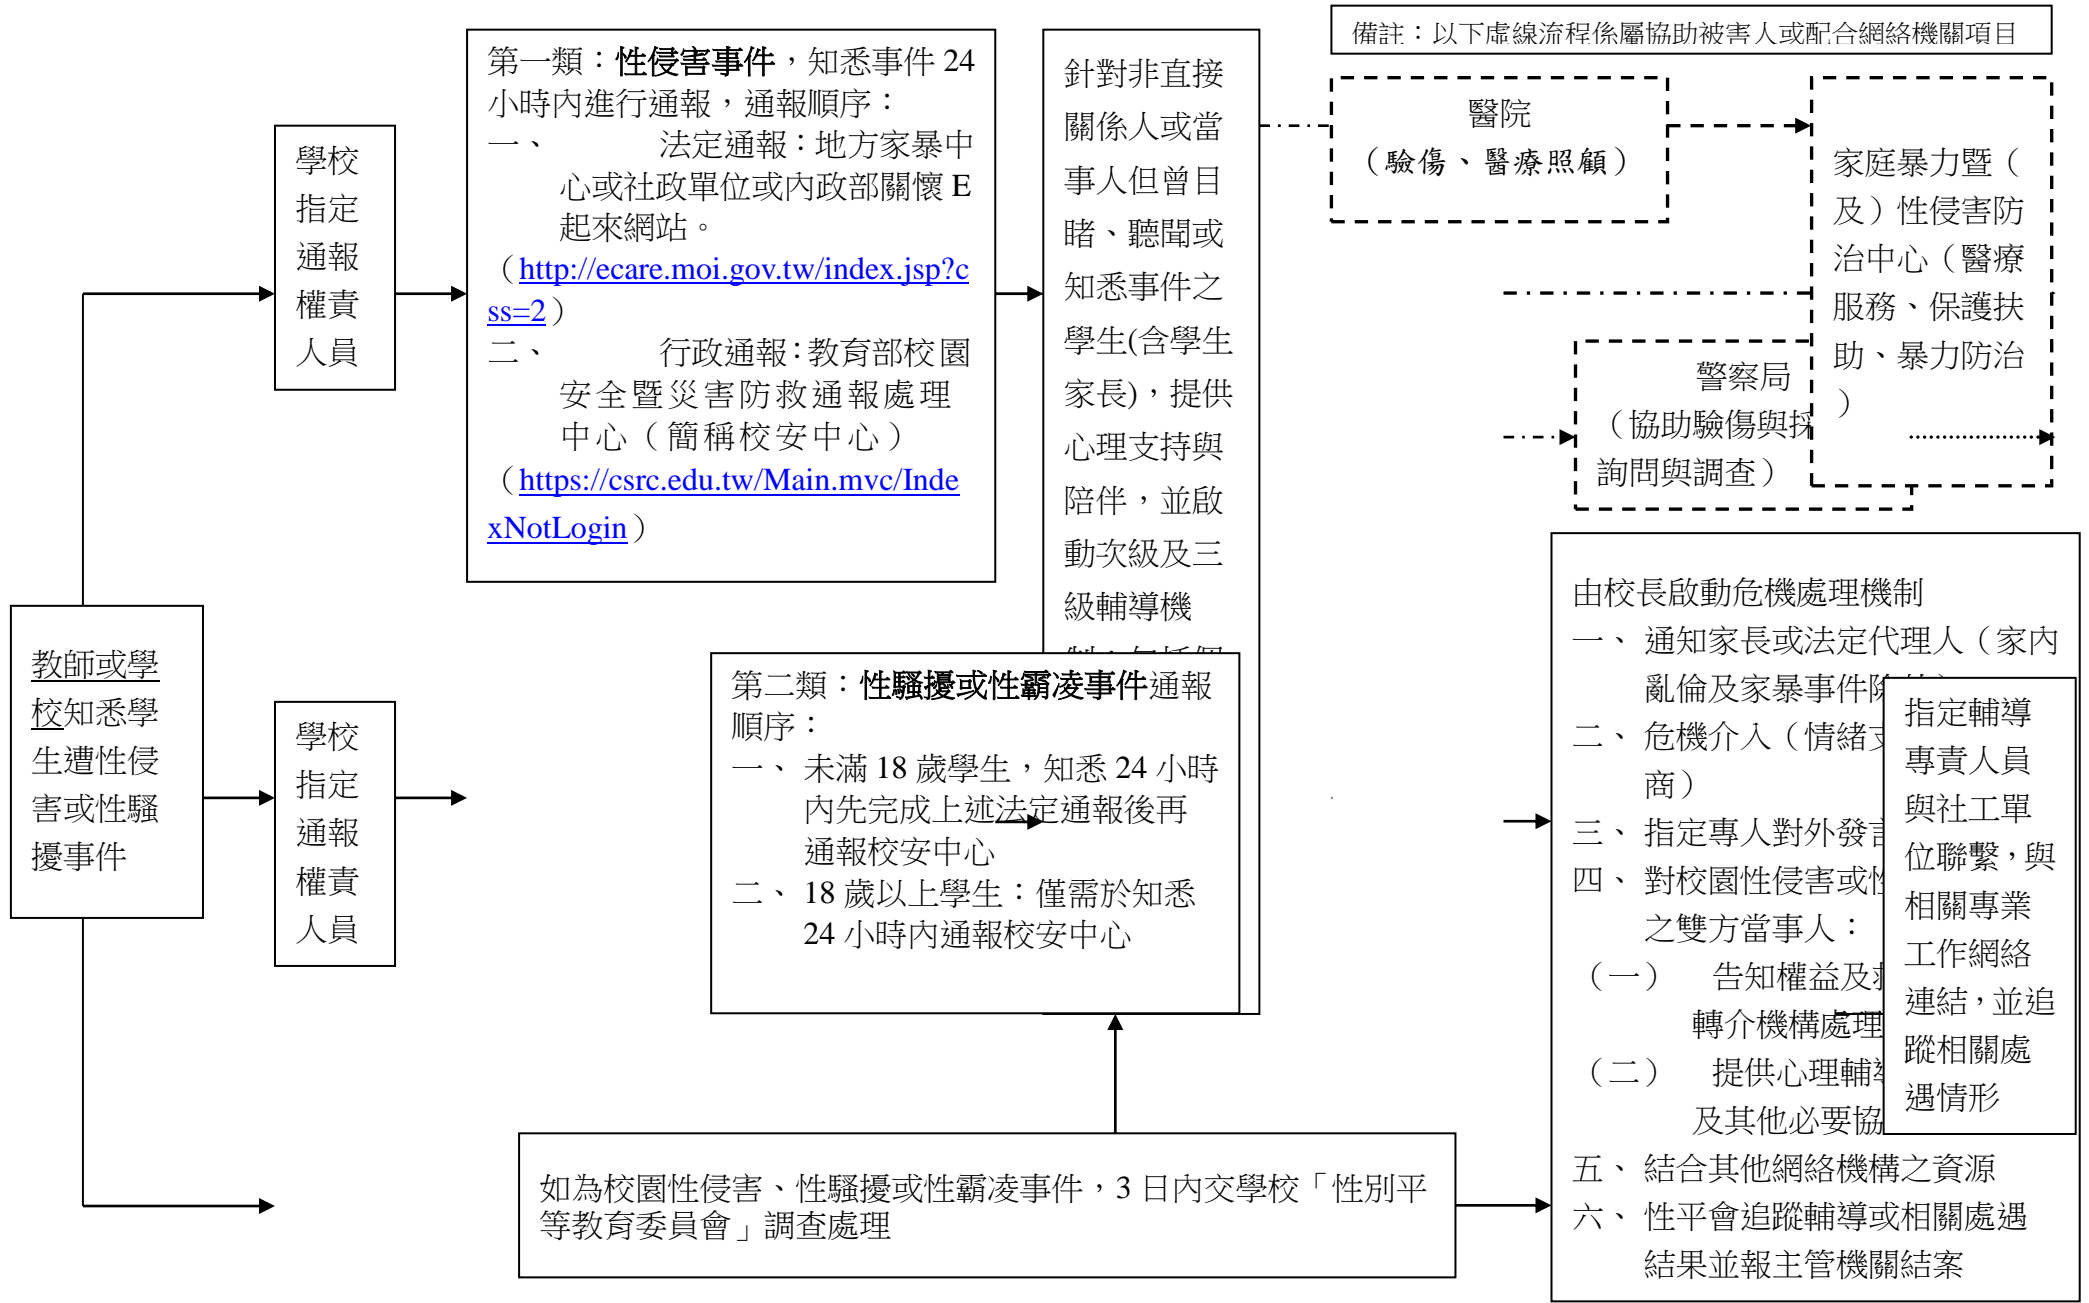 備註：以下虛線流程係屬協助被害人或配合網絡機關項目
教師或學
校知悉學
生遭性侵
害或性騷
擾事件
學校
指定
通報
權責
人員
第一類：性侵害事件，知悉事件 24
小時內進行通報，通報順序：
一、 法定通報：地方家暴中
心或社政單位或內政部關懷 E
起來網站。
（http://ecare.moi.gov.tw/index.jsp?c
ss=2）
二、 行政通報：教育部校園
安全暨災害防救通報處理
中心（簡稱校安中心）
（https://csrc.edu.tw/Main.mvc/Inde
xNotLogin）
針對非直接
關係人或當
事人但曾目
睹、聽聞或
知悉事件之
學生(含學生
家長)，提供
心理支持與
陪伴，並啟
動次級及三
級輔導機
醫院
（驗傷、醫療照顧）
家庭暴力暨（
及）性侵害防
治中心（醫療
服務、保護扶
助、暴力防治
）
警察局
（協助驗傷與採
詢問與調查）
學校
指定
通報
權責
人員
第二類：性騷擾或性霸凌事件通報
順序：
一、 未滿 18 歲學生，知悉 24 小時
內先完成上述法定通報後再
通報校安中心
二、 18 歲以上學生：僅需於知悉
24 小時內通報校安中心
由校長啟動危機處理機制
一、 通知家長或法定代理人（家內
亂倫及家暴事件除
二、 危機介入（情緒支
商）
三、 指定專人對外發言
四、 對校園性侵害或性
之雙方當事人：
（一） 告知權益及
轉介機構處理
（二） 提供心理輔導
及其他必要協
五、 結合其他網絡機構之資源
六、 性平會追蹤輔導或相關處遇
結果並報主管機關結案
指定輔導
專責人員
與社工單
位聯繫，與
相關專業
工作網絡
連結，並追
蹤相關處
遇情形
如為校園性侵害、性騷擾或性霸凌事件，3 日內交學校「性別平
等教育委員會」調查處理